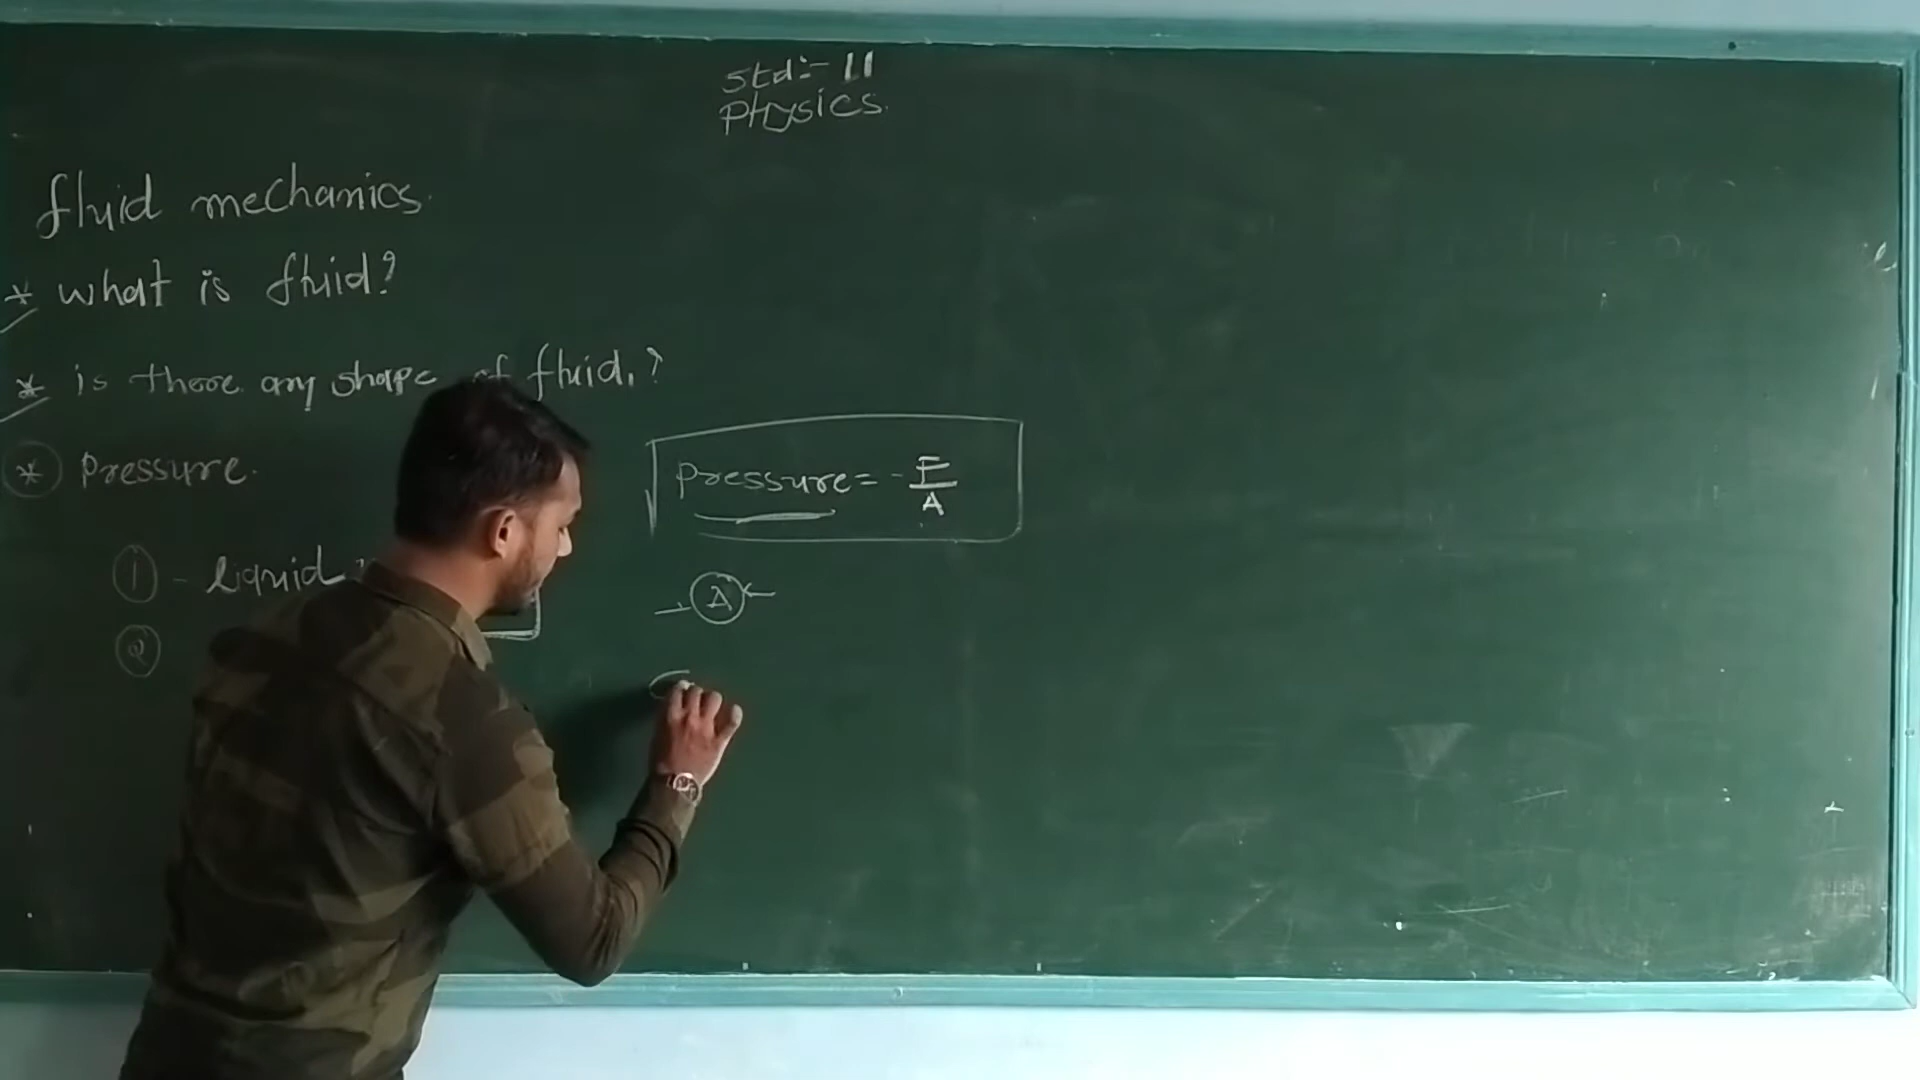 std:- 11
Physics.
fluid mechanics.
* what is fluid?
* is there any shape of fluid.?
* Pressure.
Pressure = - F/A
1 - Liquid
A
2